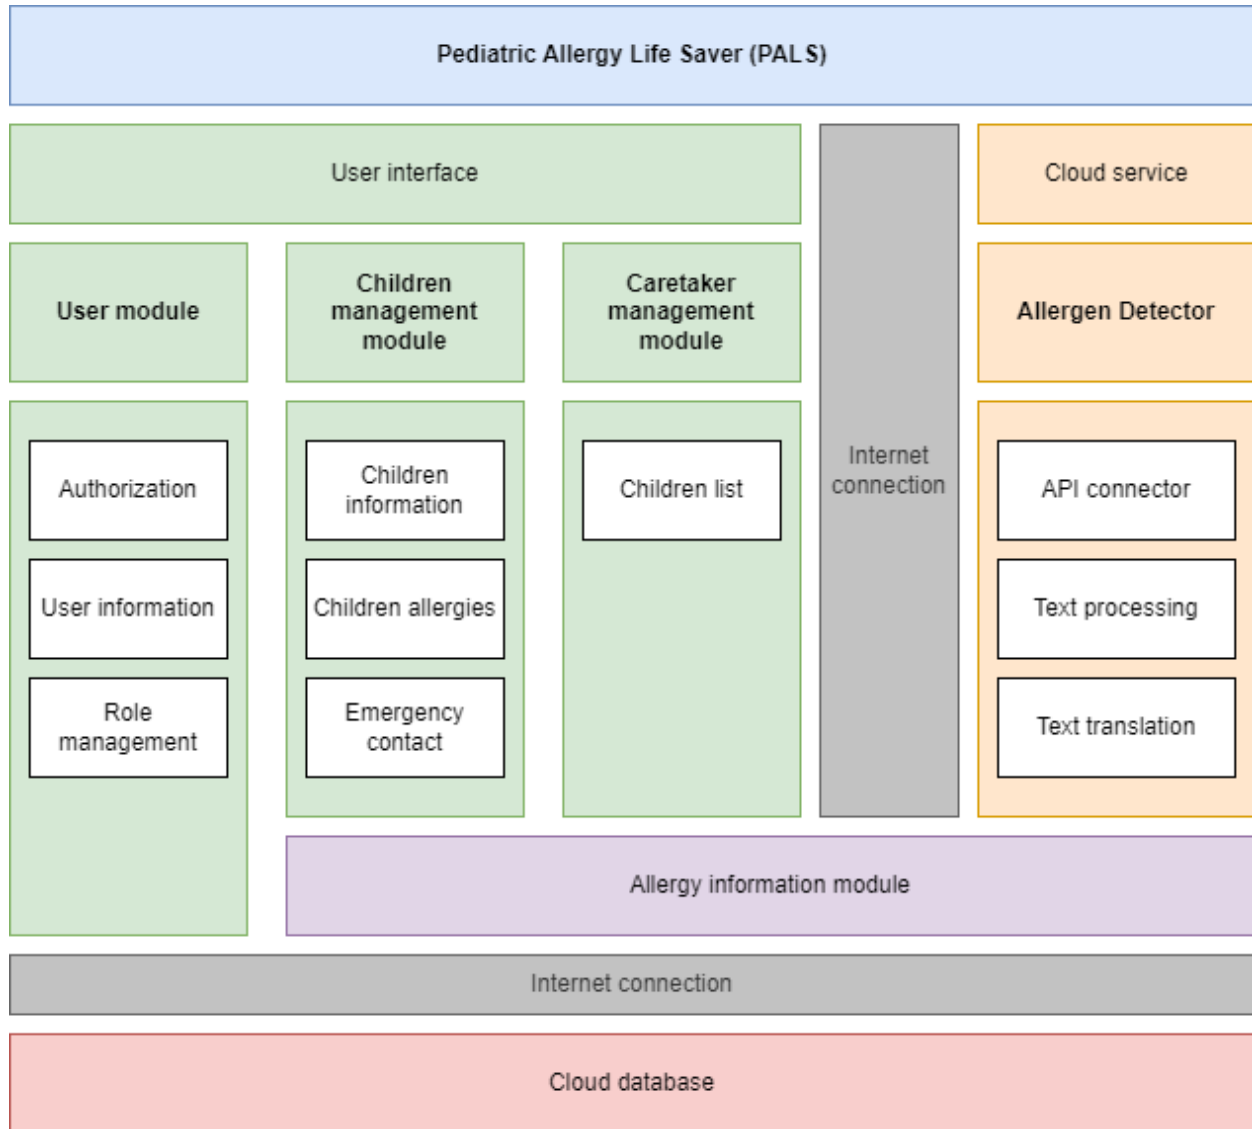 Pediatric Allergy Life Saver (PALS)
User interface
Cloud service
User module
Children
management
module
Caretaker
management
module
Allergen Detector
Authorization
User information
Role
management
Children
information
Children allergies
Emergency
contact
Children list
Internet
connection
API connector
Text processing
Text translation
Allergy information module
Internet connection
Cloud database